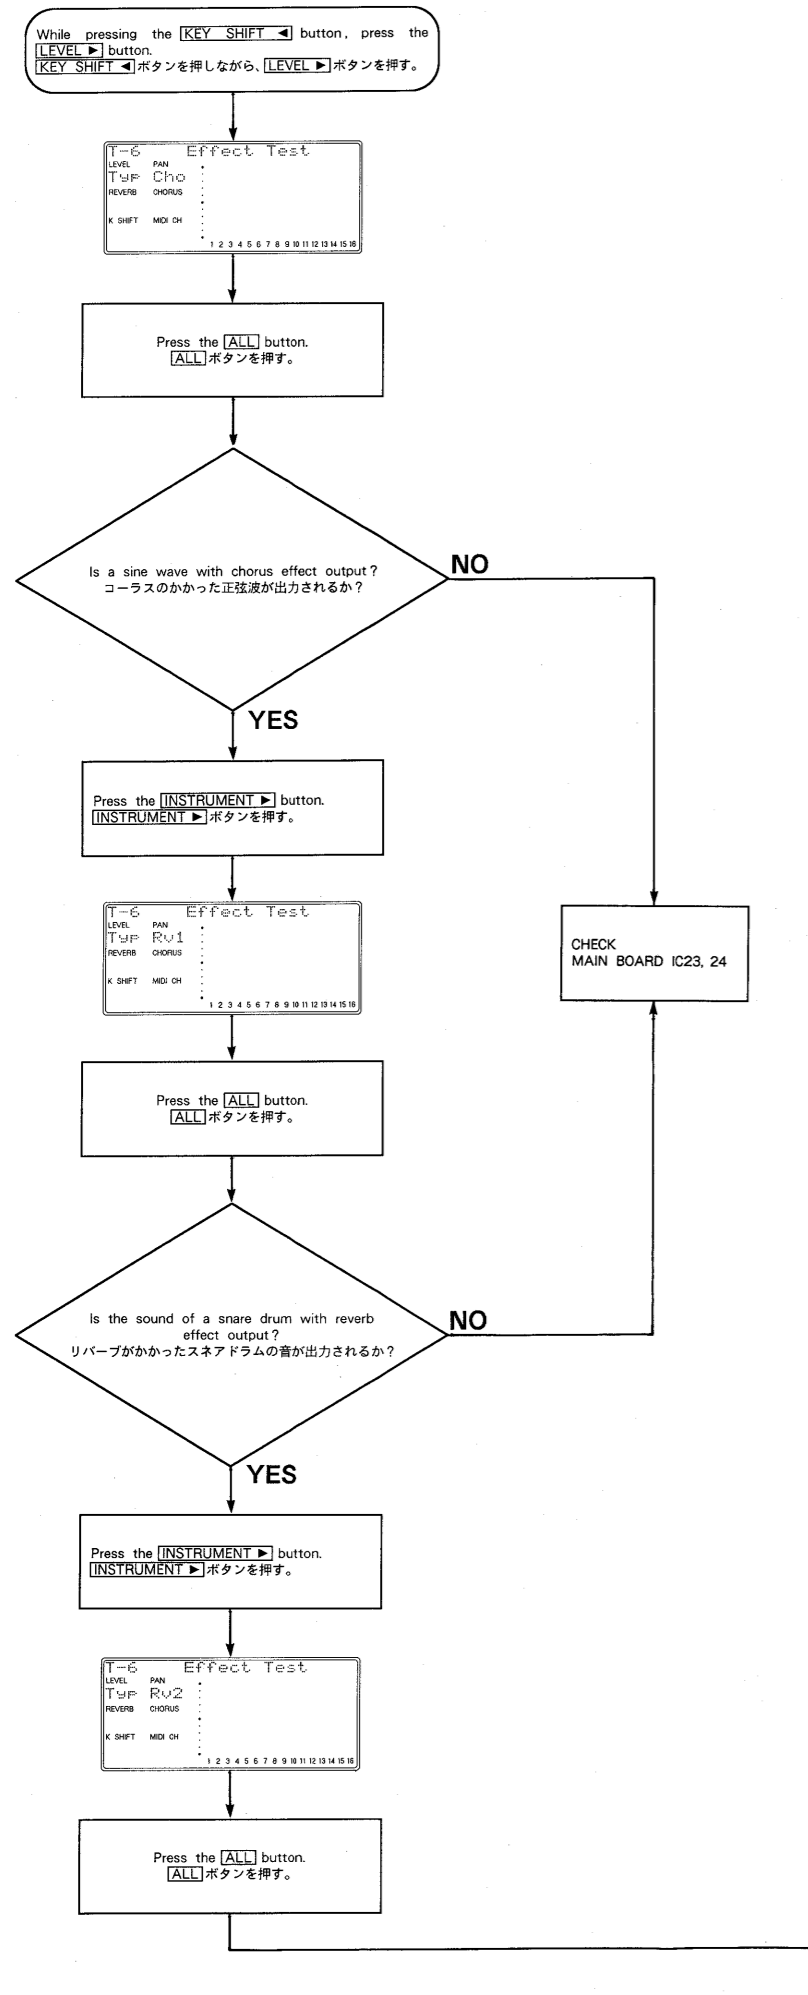 While pressing the KEY SHIFT ◄ button, press the
LEVEL ► button.
KEY SHIFT ◄ ボタンを押しながら、LEVEL ► ボタンを押す。
T-6 Effect Test
LEVEL PAN
Typ Cho
REVERB CHORUS
K SHIFT MIDI CH
1 2 3 4 5 6 7 8 9 10 11 12 13 14 15 16
Press the ALL button.
ALL ボタンを押す。
Is a sine wave with chorus effect output?
コーラスのかかった正弦波が出力されるか?
NO
YES
Press the INSTRUMENT ► button.
INSTRUMENT ► ボタンを押す。
T-6 Effect Test
LEVEL PAN
Typ Rv1
REVERB CHORUS
K SHIFT MIDI CH
1 2 3 4 5 6 7 8 9 10 11 12 13 14 15 16
CHECK
MAIN BOARD IC23, 24
Press the ALL button.
ALL ボタンを押す。
Is the sound of a snare drum with reverb
effect output?
リバーブがかかったスネアドラムの音が出力されるか?
NO
YES
Press the INSTRUMENT ► button.
INSTRUMENT ► ボタンを押す。
T-6 Effect Test
LEVEL PAN
Typ Rv2
REVERB CHORUS
K SHIFT MIDI CH
1 2 3 4 5 6 7 8 9 10 11 12 13 14 15 16
Press the ALL button.
ALL ボタンを押す。